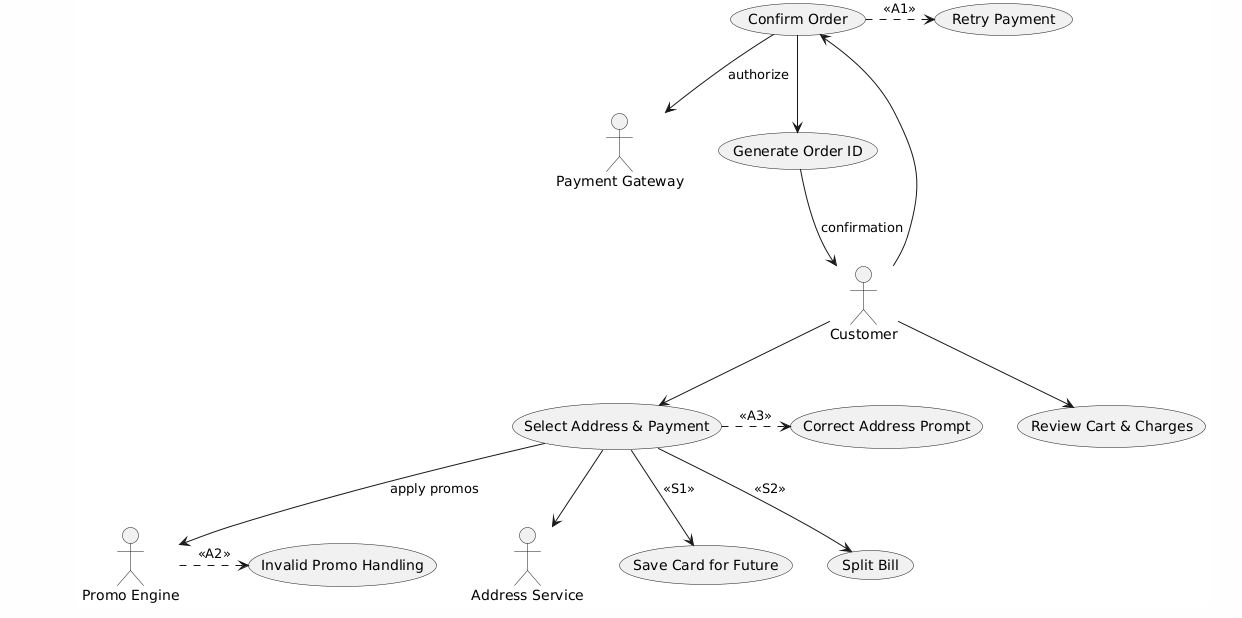 Confirm Order
«A1»
Retry Payment
authorize
Payment Gateway
Generate Order ID
confirmation
Customer
Select Address & Payment
«A3»
Correct Address Prompt
Review Cart & Charges
apply promos
«S1»
«S2»
«A2»
Invalid Promo Handling
Save Card for Future
Split Bill
Promo Engine
Address Service